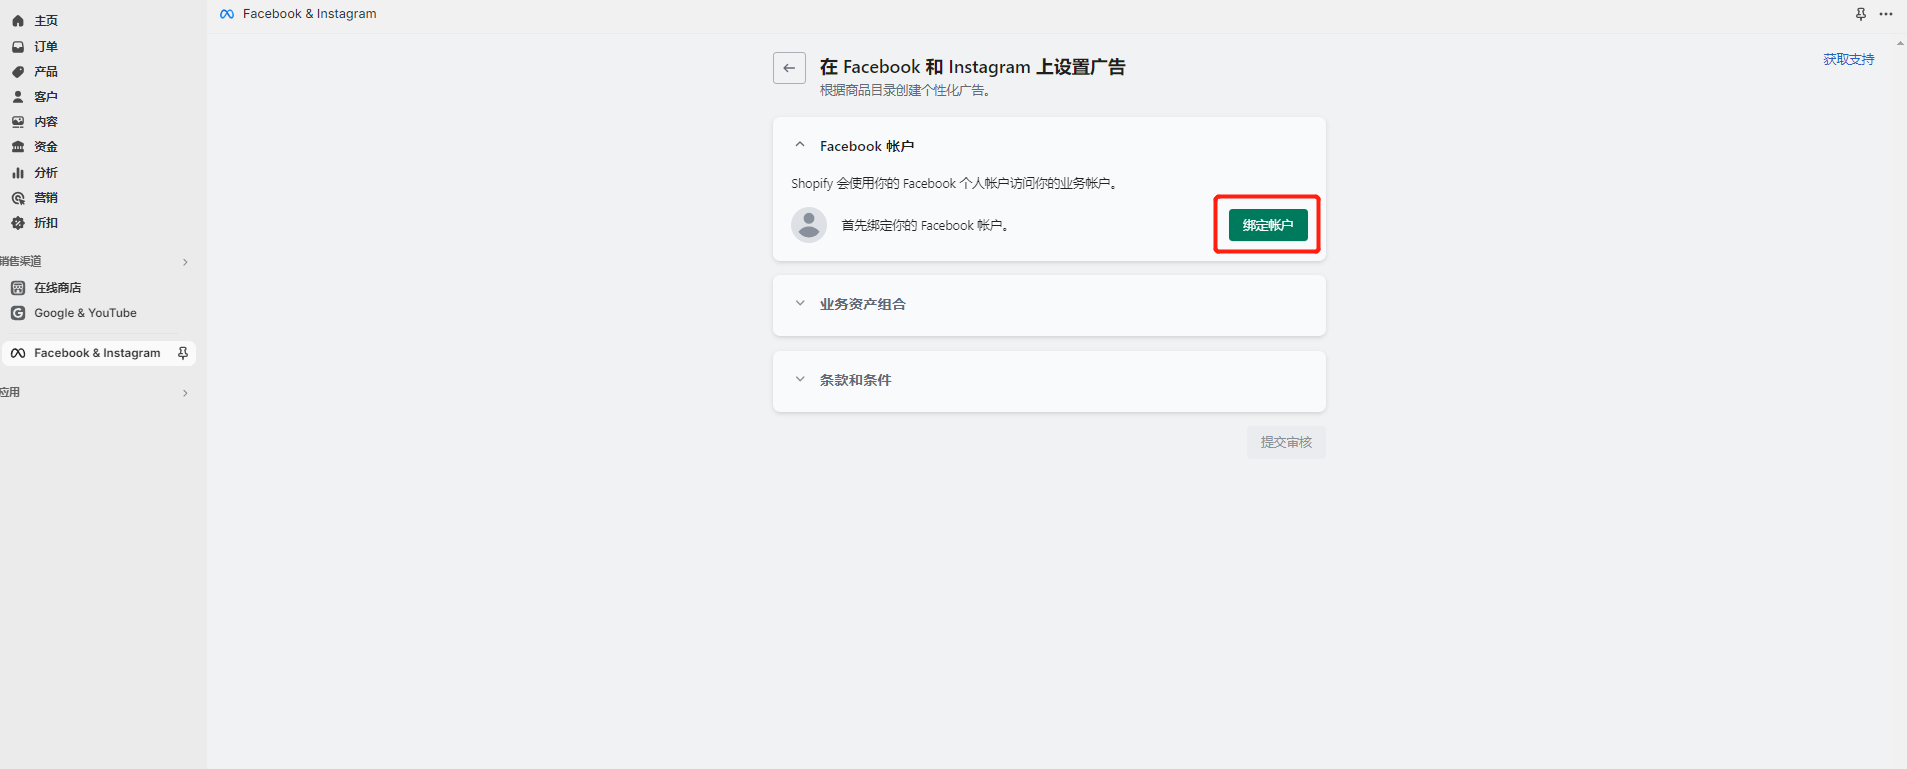 主页
订单
产品
客户
内容
资金
分析
营销
折扣
销售渠道
在线商店
Google & YouTube
Facebook & Instagram
应用
Facebook & Instagram
获取支持
在 Facebook 和 Instagram 上设置广告
根据商品目录创建个性化广告。
Facebook 帐户
Shopify 会使用你的 Facebook 个人帐户访问你的业务帐户。
首先绑定你的 Facebook 帐户。
绑定帐户
业务资产组合
条款和条件
提交审核